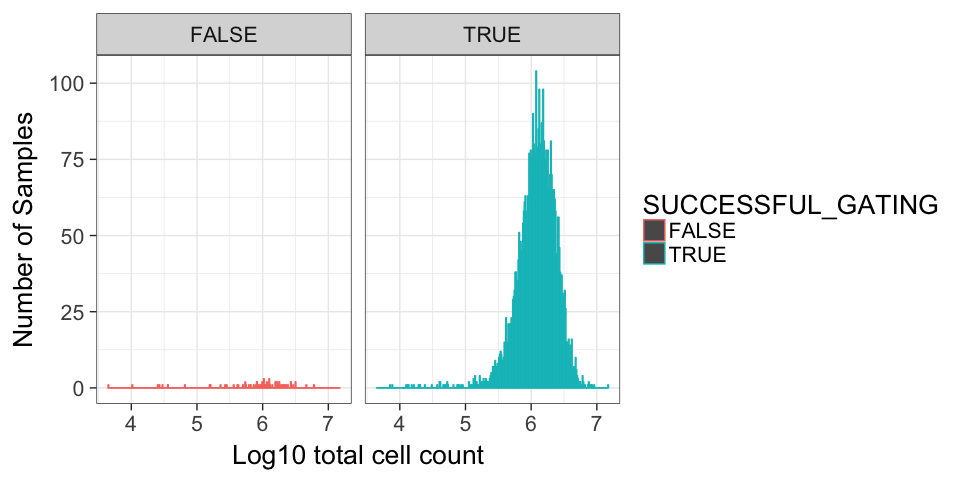 FALSE
TRUE
Number of Samples
100
75
50
25
0
4 5 6 7
4 5 6 7
Log10 total cell count
SUCCESSFUL_GATING
FALSE
TRUE